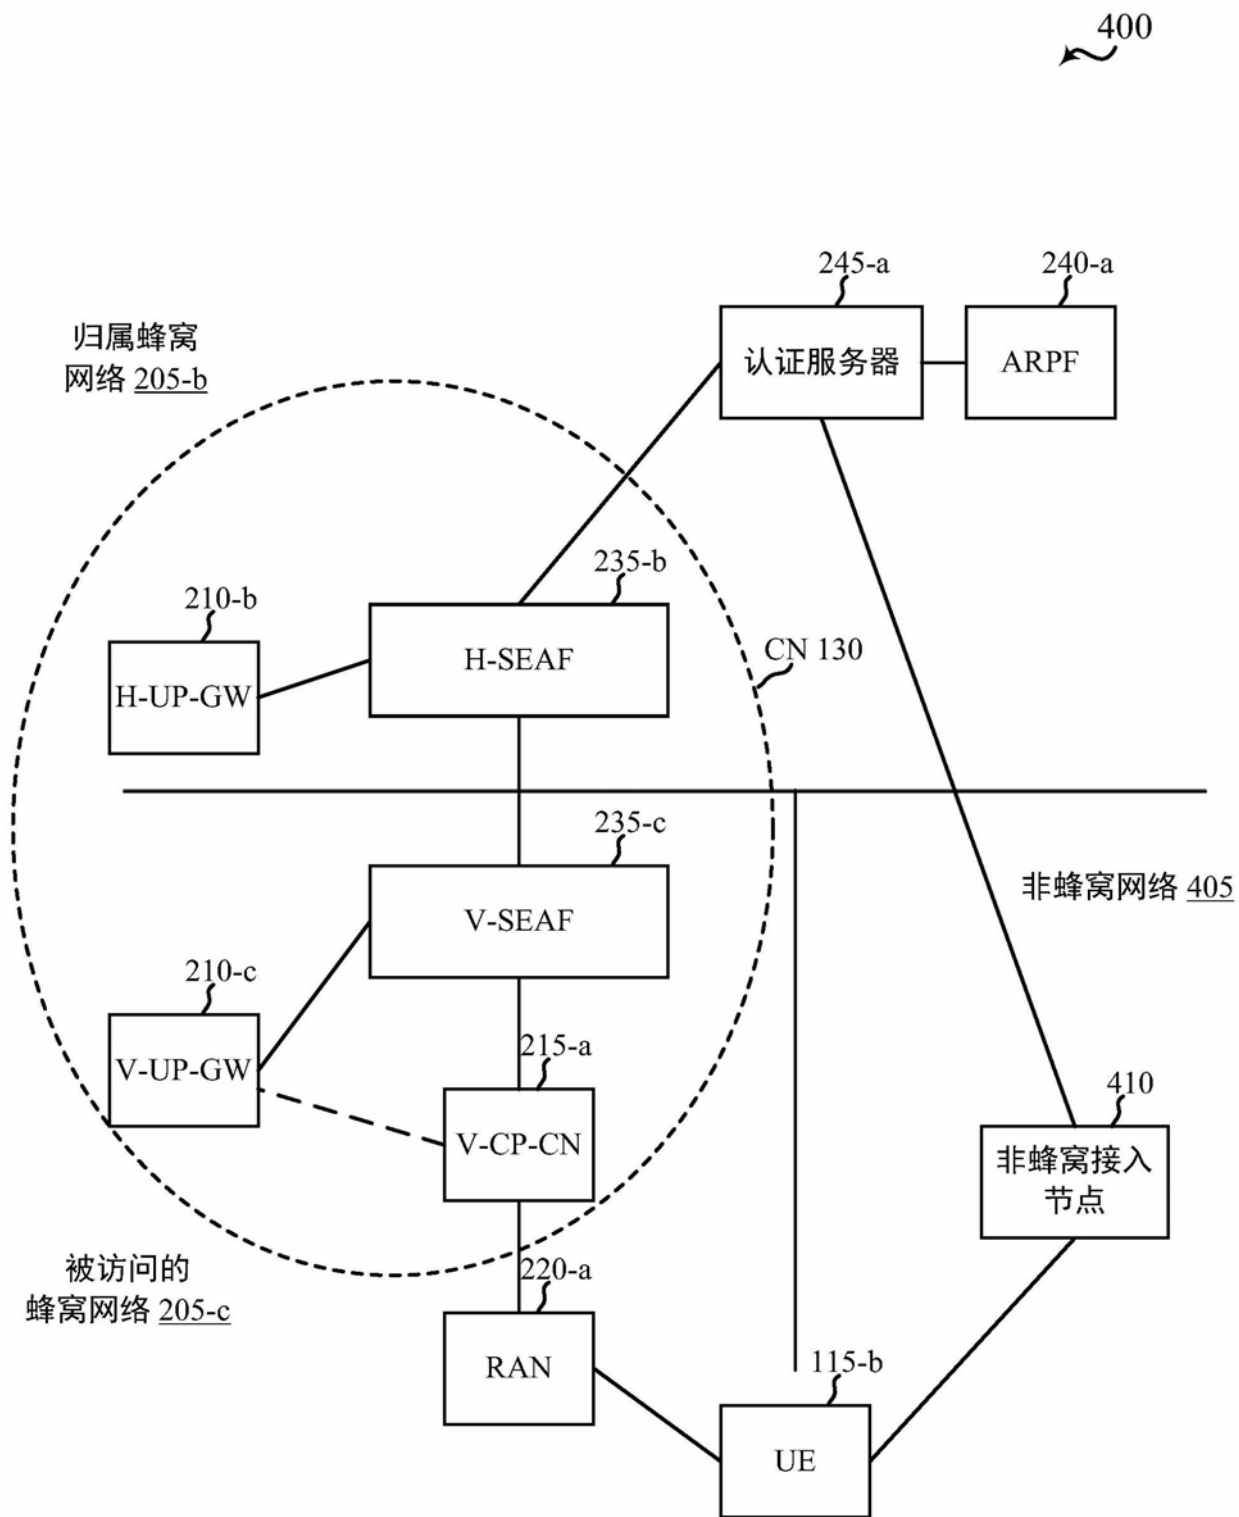 400
245-a
240-a
归属蜂窝
网络 205-b
认证服务器
ARPF
235-b
210-b
H-SEAF
CN 130
H-UP-GW
235-c
非蜂窝网络 405
V-SEAF
210-c
215-a
V-UP-GW
410
V-CP-CN
非蜂窝接入
节点
被访问的
蜂窝网络 205-c
220-a
RAN
115-b
UE